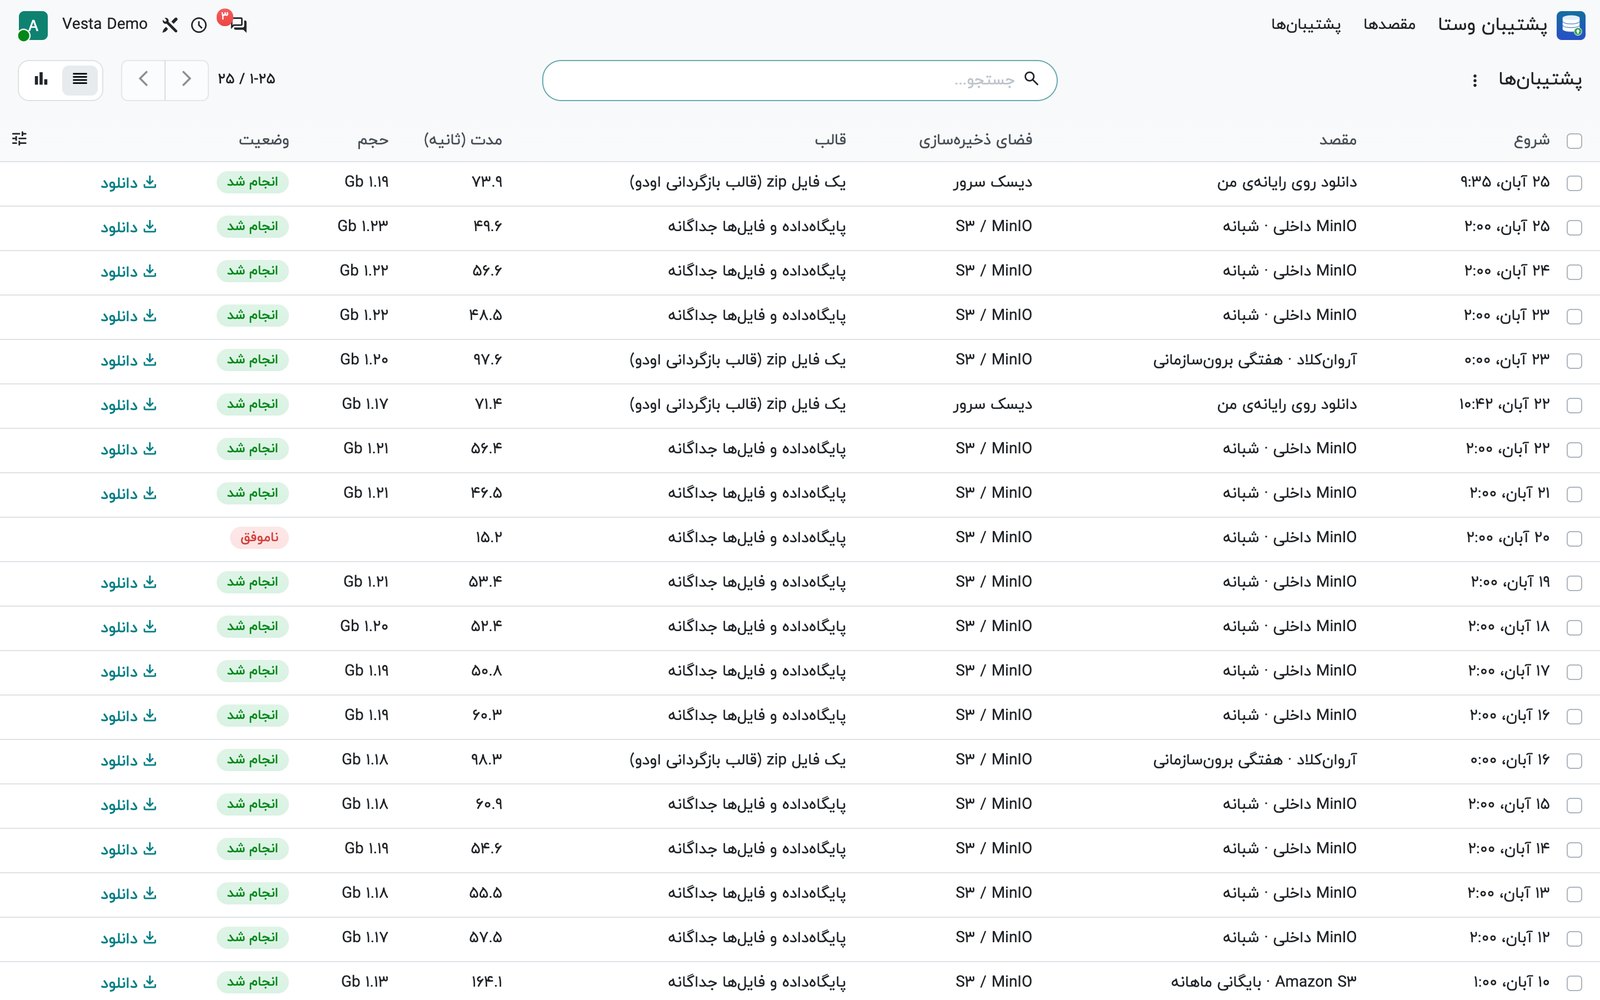 پشتیبان وستا مقصدها پشتیبان‌ها ۳ Vesta Demo A
پشتیبان‌ها جستجو... ۱-۲۵ / ۲۵
شروع مقصد فضای ذخیره‌سازی قالب مدت (ثانیه) حجم وضعیت
۲۵ آبان، ۹:۳۵ دانلود روی رایانه‌ی من دیسک سرور یک فایل zip (قالب بازگردانی اودو) ۷۳.۹ ۱.۱۹ Gb انجام شد دانلود
۲۵ آبان، ۲:۰۰ MinIO داخلی · شبانه S۳ / MinIO پایگاه‌داده و فایل‌ها جداگانه ۴۹.۶ ۱.۲۳ Gb انجام شد دانلود
۲۴ آبان، ۲:۰۰ MinIO داخلی · شبانه S۳ / MinIO پایگاه‌داده و فایل‌ها جداگانه ۵۶.۶ ۱.۲۲ Gb انجام شد دانلود
۲۳ آبان، ۲:۰۰ MinIO داخلی · شبانه S۳ / MinIO پایگاه‌داده و فایل‌ها جداگانه ۴۸.۵ ۱.۲۲ Gb انجام شد دانلود
۲۳ آبان، ۰:۰۰ آروان‌کلاد · هفتگی برون‌سازمانی S۳ / MinIO یک فایل zip (قالب بازگردانی اودو) ۹۷.۶ ۱.۲۰ Gb انجام شد دانلود
۲۲ آبان، ۱۰:۴۲ دانلود روی رایانه‌ی من دیسک سرور یک فایل zip (قالب بازگردانی اودو) ۷۱.۴ ۱.۱۷ Gb انجام شد دانلود
۲۲ آبان، ۲:۰۰ MinIO داخلی · شبانه S۳ / MinIO پایگاه‌داده و فایل‌ها جداگانه ۵۶.۴ ۱.۲۱ Gb انجام شد دانلود
۲۱ آبان، ۲:۰۰ MinIO داخلی · شبانه S۳ / MinIO پایگاه‌داده و فایل‌ها جداگانه ۴۶.۵ ۱.۲۱ Gb انجام شد دانلود
۲۰ آبان، ۲:۰۰ MinIO داخلی · شبانه S۳ / MinIO پایگاه‌داده و فایل‌ها جداگانه ۱۵.۲ ناموفق
۱۹ آبان، ۲:۰۰ MinIO داخلی · شبانه S۳ / MinIO پایگاه‌داده و فایل‌ها جداگانه ۵۳.۴ ۱.۲۱ Gb انجام شد دانلود
۱۸ آبان، ۲:۰۰ MinIO داخلی · شبانه S۳ / MinIO پایگاه‌داده و فایل‌ها جداگانه ۵۲.۴ ۱.۲۰ Gb انجام شد دانلود
۱۷ آبان، ۲:۰۰ MinIO داخلی · شبانه S۳ / MinIO پایگاه‌داده و فایل‌ها جداگانه ۵۰.۸ ۱.۱۹ Gb انجام شد دانلود
۱۶ آبان، ۲:۰۰ MinIO داخلی · شبانه S۳ / MinIO پایگاه‌داده و فایل‌ها جداگانه ۶۰.۳ ۱.۱۹ Gb انجام شد دانلود
۱۶ آبان، ۰:۰۰ آروان‌کلاد · هفتگی برون‌سازمانی S۳ / MinIO یک فایل zip (قالب بازگردانی اودو) ۹۸.۳ ۱.۱۸ Gb انجام شد دانلود
۱۵ آبان، ۲:۰۰ MinIO داخلی · شبانه S۳ / MinIO پایگاه‌داده و فایل‌ها جداگانه ۶۰.۹ ۱.۱۸ Gb انجام شد دانلود
۱۴ آبان، ۲:۰۰ MinIO داخلی · شبانه S۳ / MinIO پایگاه‌داده و فایل‌ها جداگانه ۵۴.۶ ۱.۱۹ Gb انجام شد دانلود
۱۳ آبان، ۲:۰۰ MinIO داخلی · شبانه S۳ / MinIO پایگاه‌داده و فایل‌ها جداگانه ۵۵.۵ ۱.۱۸ Gb انجام شد دانلود
۱۲ آبان، ۲:۰۰ MinIO داخلی · شبانه S۳ / MinIO پایگاه‌داده و فایل‌ها جداگانه ۵۷.۵ ۱.۱۷ Gb انجام شد دانلود
۱۰ آبان، ۱:۰۰ Amazon S۳ · بایگانی ماهانه S۳ / MinIO پایگاه‌داده و فایل‌ها جداگانه ۱۶۴.۱ ۱.۱۳ Gb انجام شد دانلود